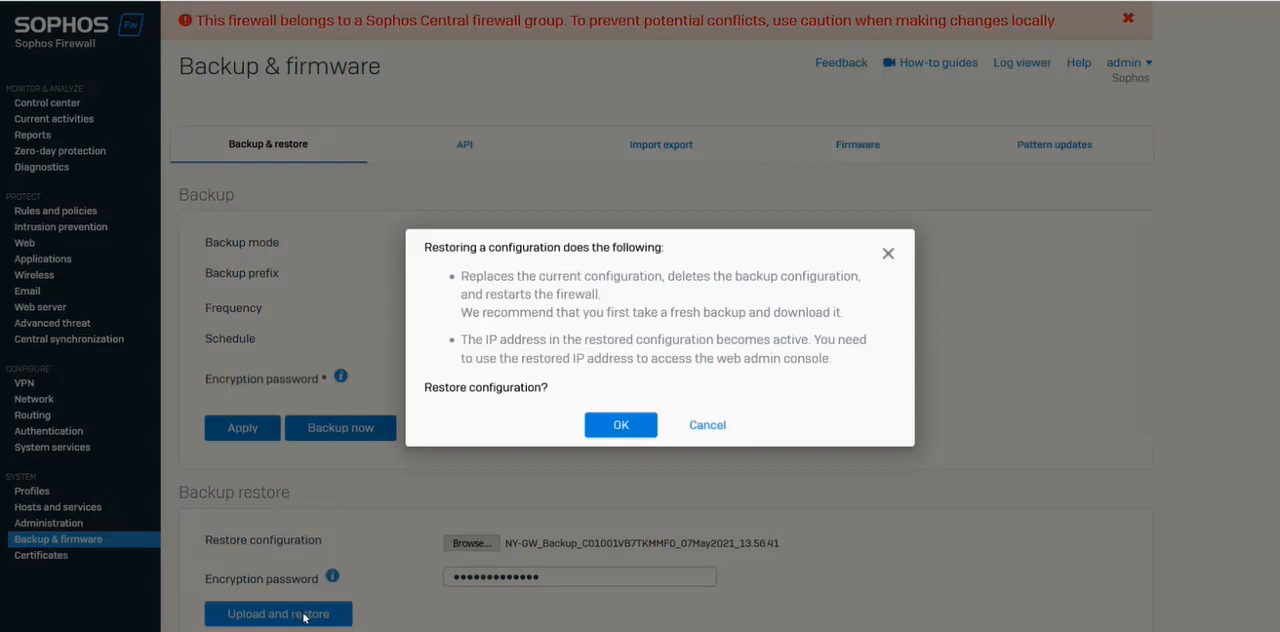 SOPHOS Fw
Sophos Firewall
MONITOR & ANALYZE
Control center
Current activities
Reports
Zero-day protection
Diagnostics
PROTECT
Rules and policies
Intrusion prevention
Web
Applications
Wireless
Email
Web server
Advanced threat
Central synchronization
CONFIGURE
VPN
Network
Routing
Authentication
System services
SYSTEM
Profiles
Hosts and services
Administration
Backup & firmware
Certificates
This firewall belongs to a Sophos Central firewall group. To prevent potential conflicts, use caution when making changes locally.
Backup & firmware
Feedback How-to guides Log viewer Help admin
Sophos
Backup & restore API Import export Firmware Pattern updates
Backup
Backup mode
Backup prefix
Frequency
Schedule
Encryption password *
Apply Backup now
Restoring a configuration does the following:
• Replaces the current configuration, deletes the backup configuration,
and restarts the firewall.
We recommend that you first take a fresh backup and download it.
• The IP address in the restored configuration becomes active. You need
to use the restored IP address to access the web admin console.
Restore configuration?
OK Cancel
Backup restore
Restore configuration Browse... NY-GW_Backup_C01001VB7TKMMF0_07May2021_13.56.41
Encryption password •••••••••••••
Upload and restore